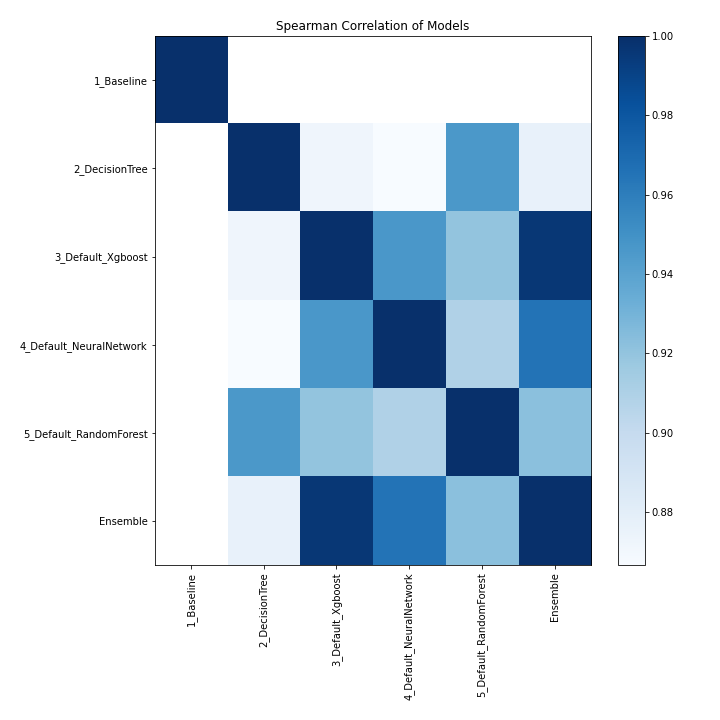 Spearman Correlation of Models
1_Baseline
2_DecisionTree
3_Default_Xgboost
4_Default_NeuralNetwork
5_Default_RandomForest
Ensemble
1_Baseline
2_DecisionTree
3_Default_Xgboost
4_Default_NeuralNetwork
5_Default_RandomForest
Ensemble
1.00
0.98
0.96
0.94
0.92
0.90
0.88